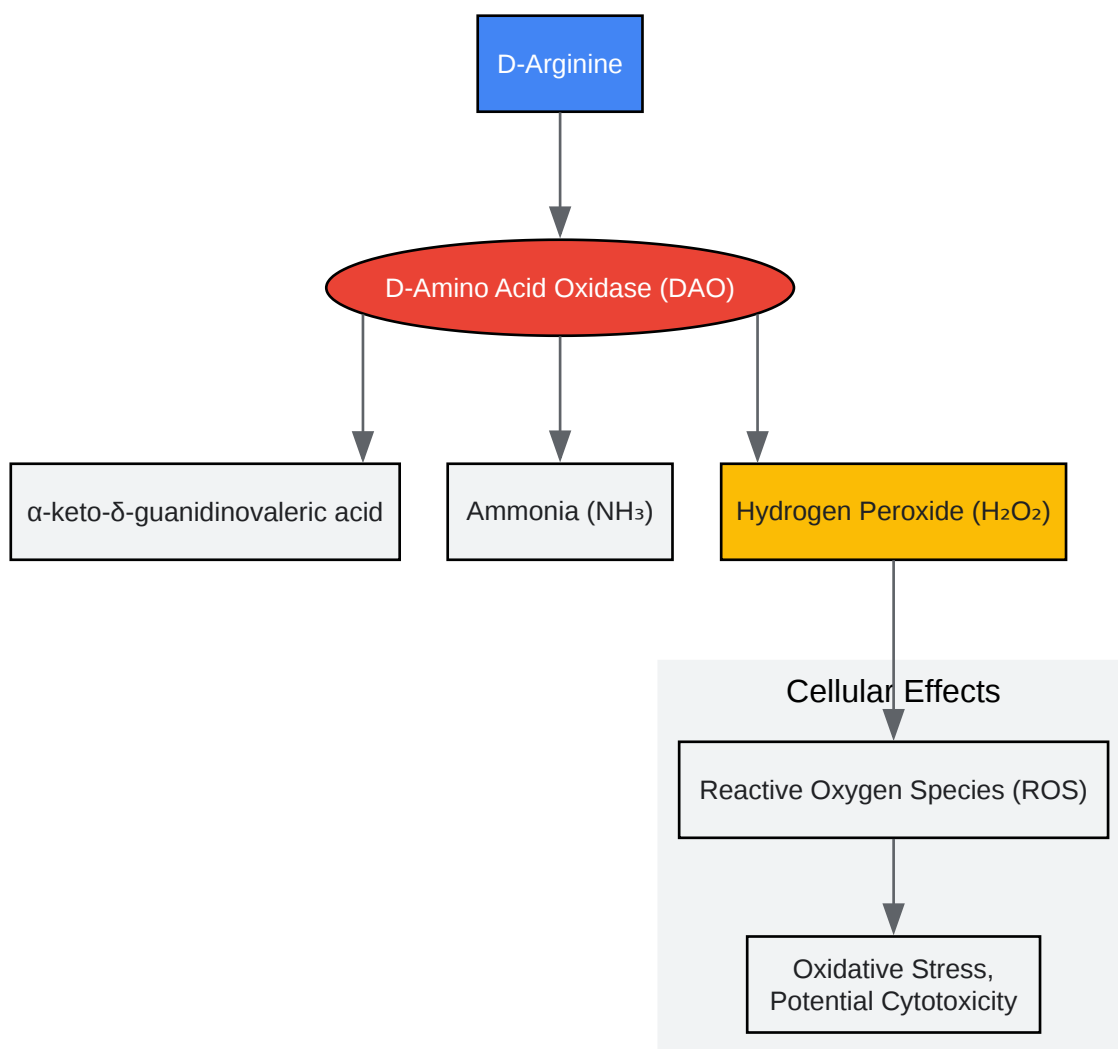 D-Arginine
D-Amino Acid Oxidase (DAO)
α-keto-δ-guanidinovaleric acid
Ammonia (NH₃)
Hydrogen Peroxide (H₂O₂)
Cellular Effects
Reactive Oxygen Species (ROS)
Oxidative Stress,
Potential Cytotoxicity